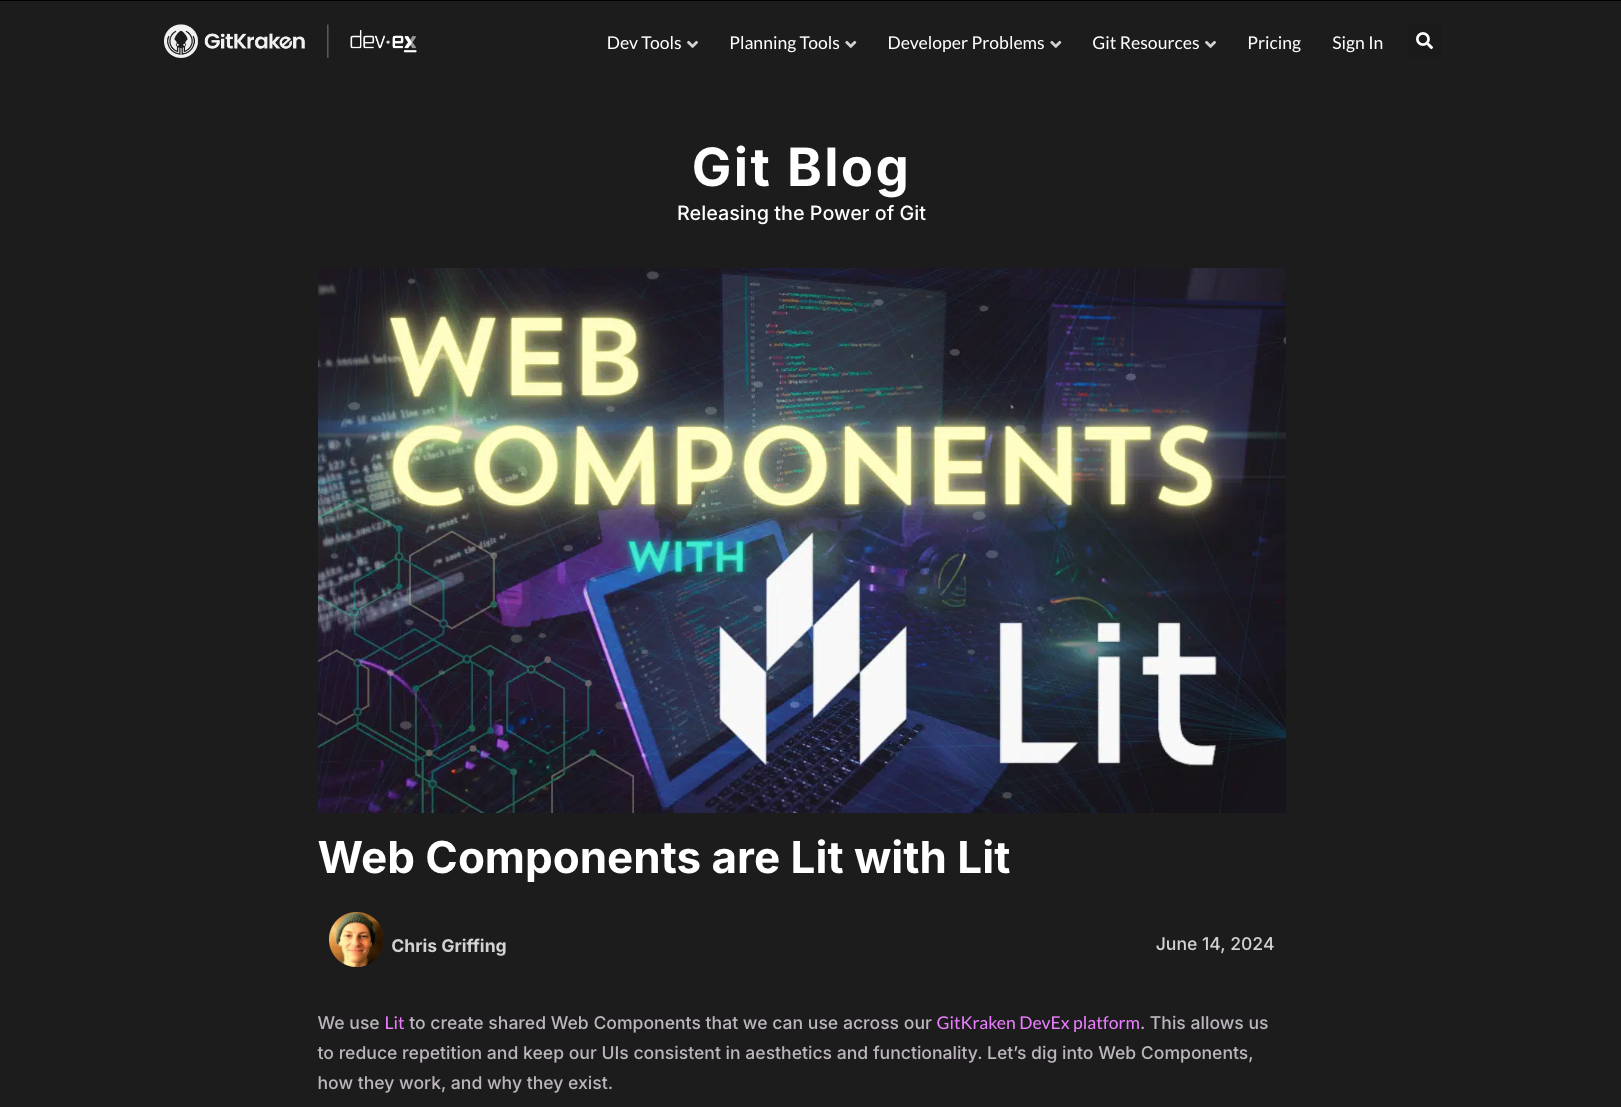 GitKraken
dev·ex
Dev Tools
Planning Tools
Developer Problems
Git Resources
Pricing
Sign In
Git Blog
Releasing the Power of Git
WEB
COMPONENTS
WITH
Lit
Web Components are Lit with Lit
Chris Griffing
June 14, 2024
We use Lit to create shared Web Components that we can use across our GitKraken DevEx platform. This allows us
to reduce repetition and keep our UIs consistent in aesthetics and functionality. Let’s dig into Web Components,
how they work, and why they exist.